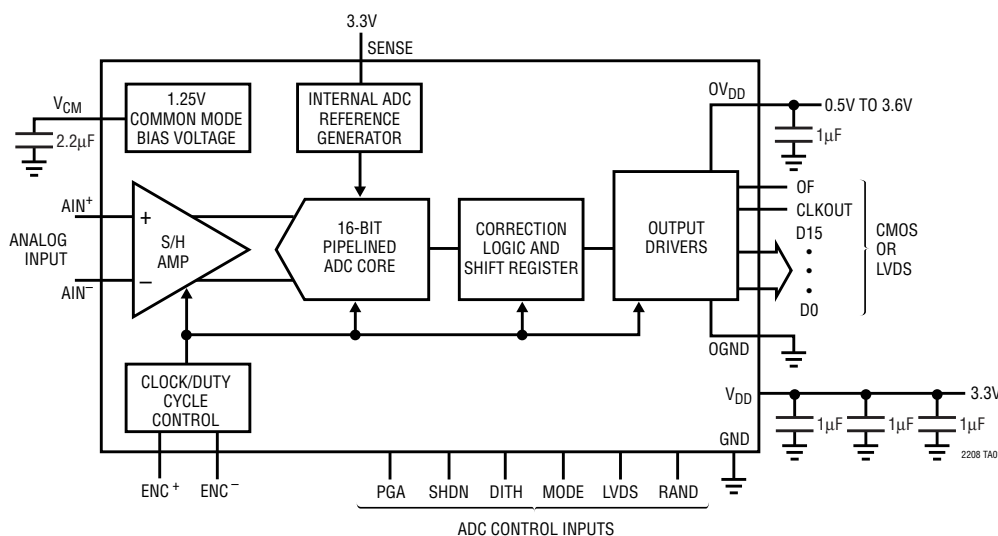 3.3V
SENSE
V_CM
2.2µF
1.25V
COMMON MODE
BIAS VOLTAGE
INTERNAL ADC
REFERENCE
GENERATOR
OV_DD
0.5V TO 3.6V
1µF
AIN⁺
ANALOG
INPUT
AIN⁻
+
S/H
AMP
−
16-BIT
PIPELINED
ADC CORE
CORRECTION
LOGIC AND
SHIFT REGISTER
OUTPUT
DRIVERS
OF
CLKOUT
D15
•
•
•
D0
CMOS
OR
LVDS
OGND
CLOCK/DUTY
CYCLE
CONTROL
V_DD
3.3V
1µF
1µF
1µF
GND
2208 TA0
ENC⁺
ENC⁻
PGA
SHDN
DITH
MODE
LVDS
RAND
ADC CONTROL INPUTS